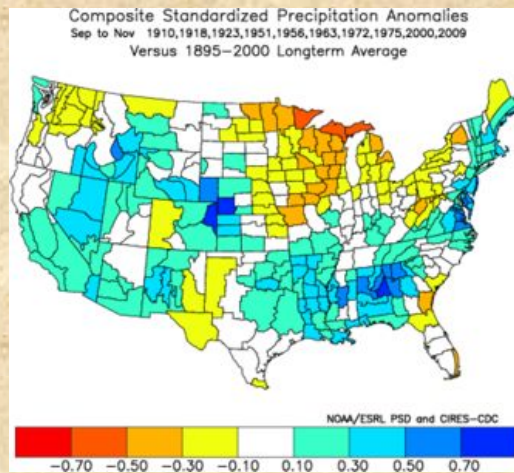 Composite Standardized Precipitation Anomalies
Sep to Nov 1910,1918,1923,1951,1956,1963,1972,1975,2000,2009
Versus 1895-2000 Longterm Average
NOAA/ESRL PSD and CIRES-CDC
-0.70 -0.50 -0.30 -0.10 0.10 0.30 0.50 0.70